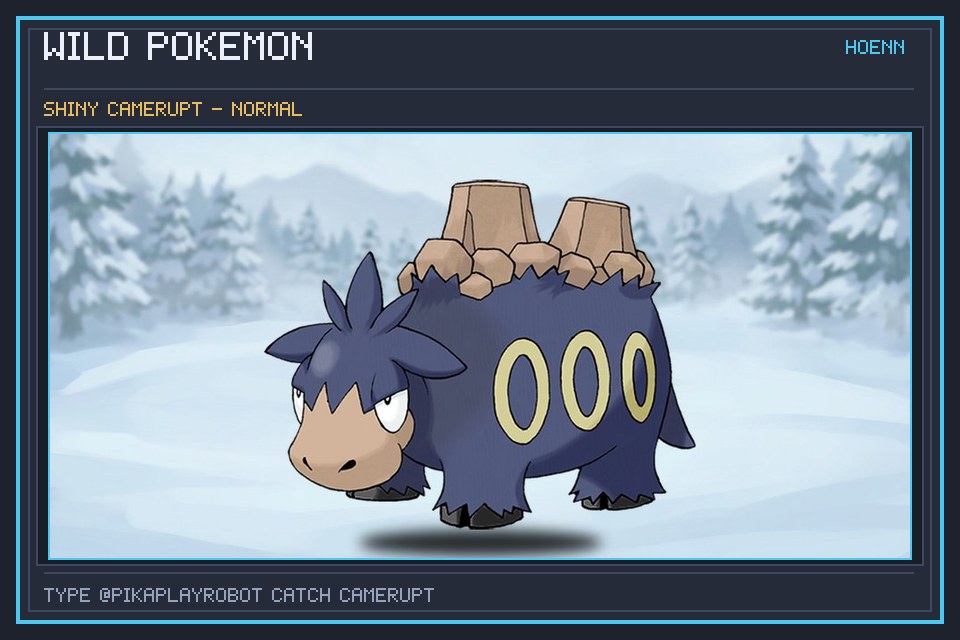 WILD POKEMON
HOENN
SHINY CAMERUPT - NORMAL
TYPE @PIKAPLAYROBOT CATCH CAMERUPT